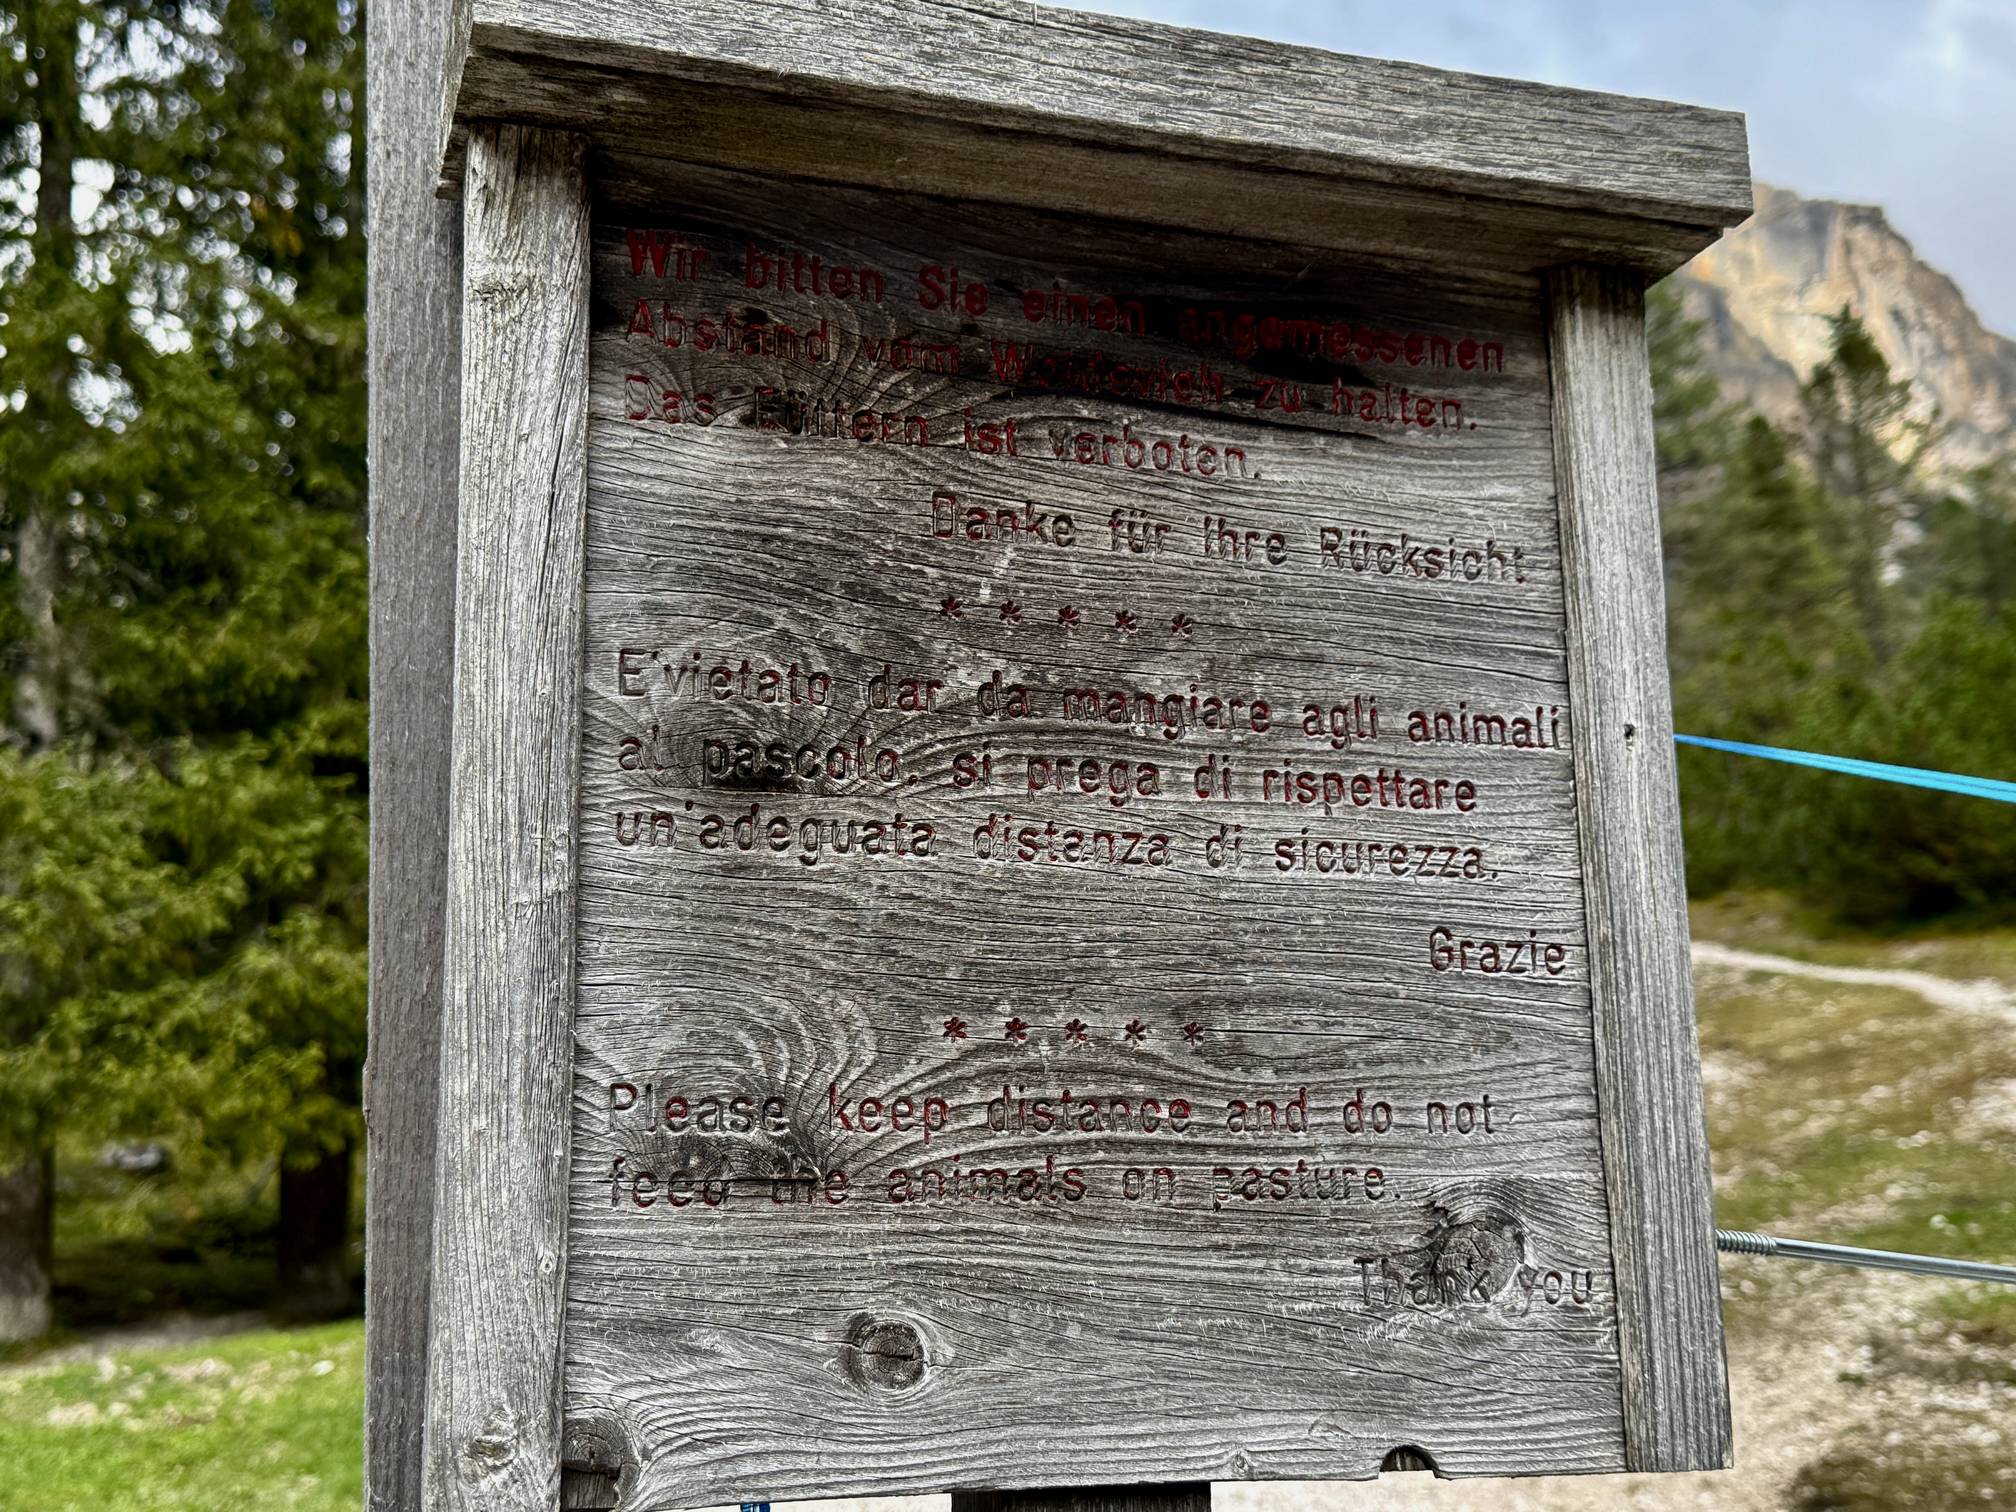 Wir bitten Sie einen angemessenen
Abstand vom Weidevieh zu halten.
Das Füttern ist verboten.
Danke für Ihre Rücksicht
* * * * *
E'vietato dar da mangiare agli animali
al pascolo, si prega di rispettare
un'adeguata distanza di sicurezza.
Grazie
* * * * *
Please keep distance and do not
feed the animals on pasture.
Thank you